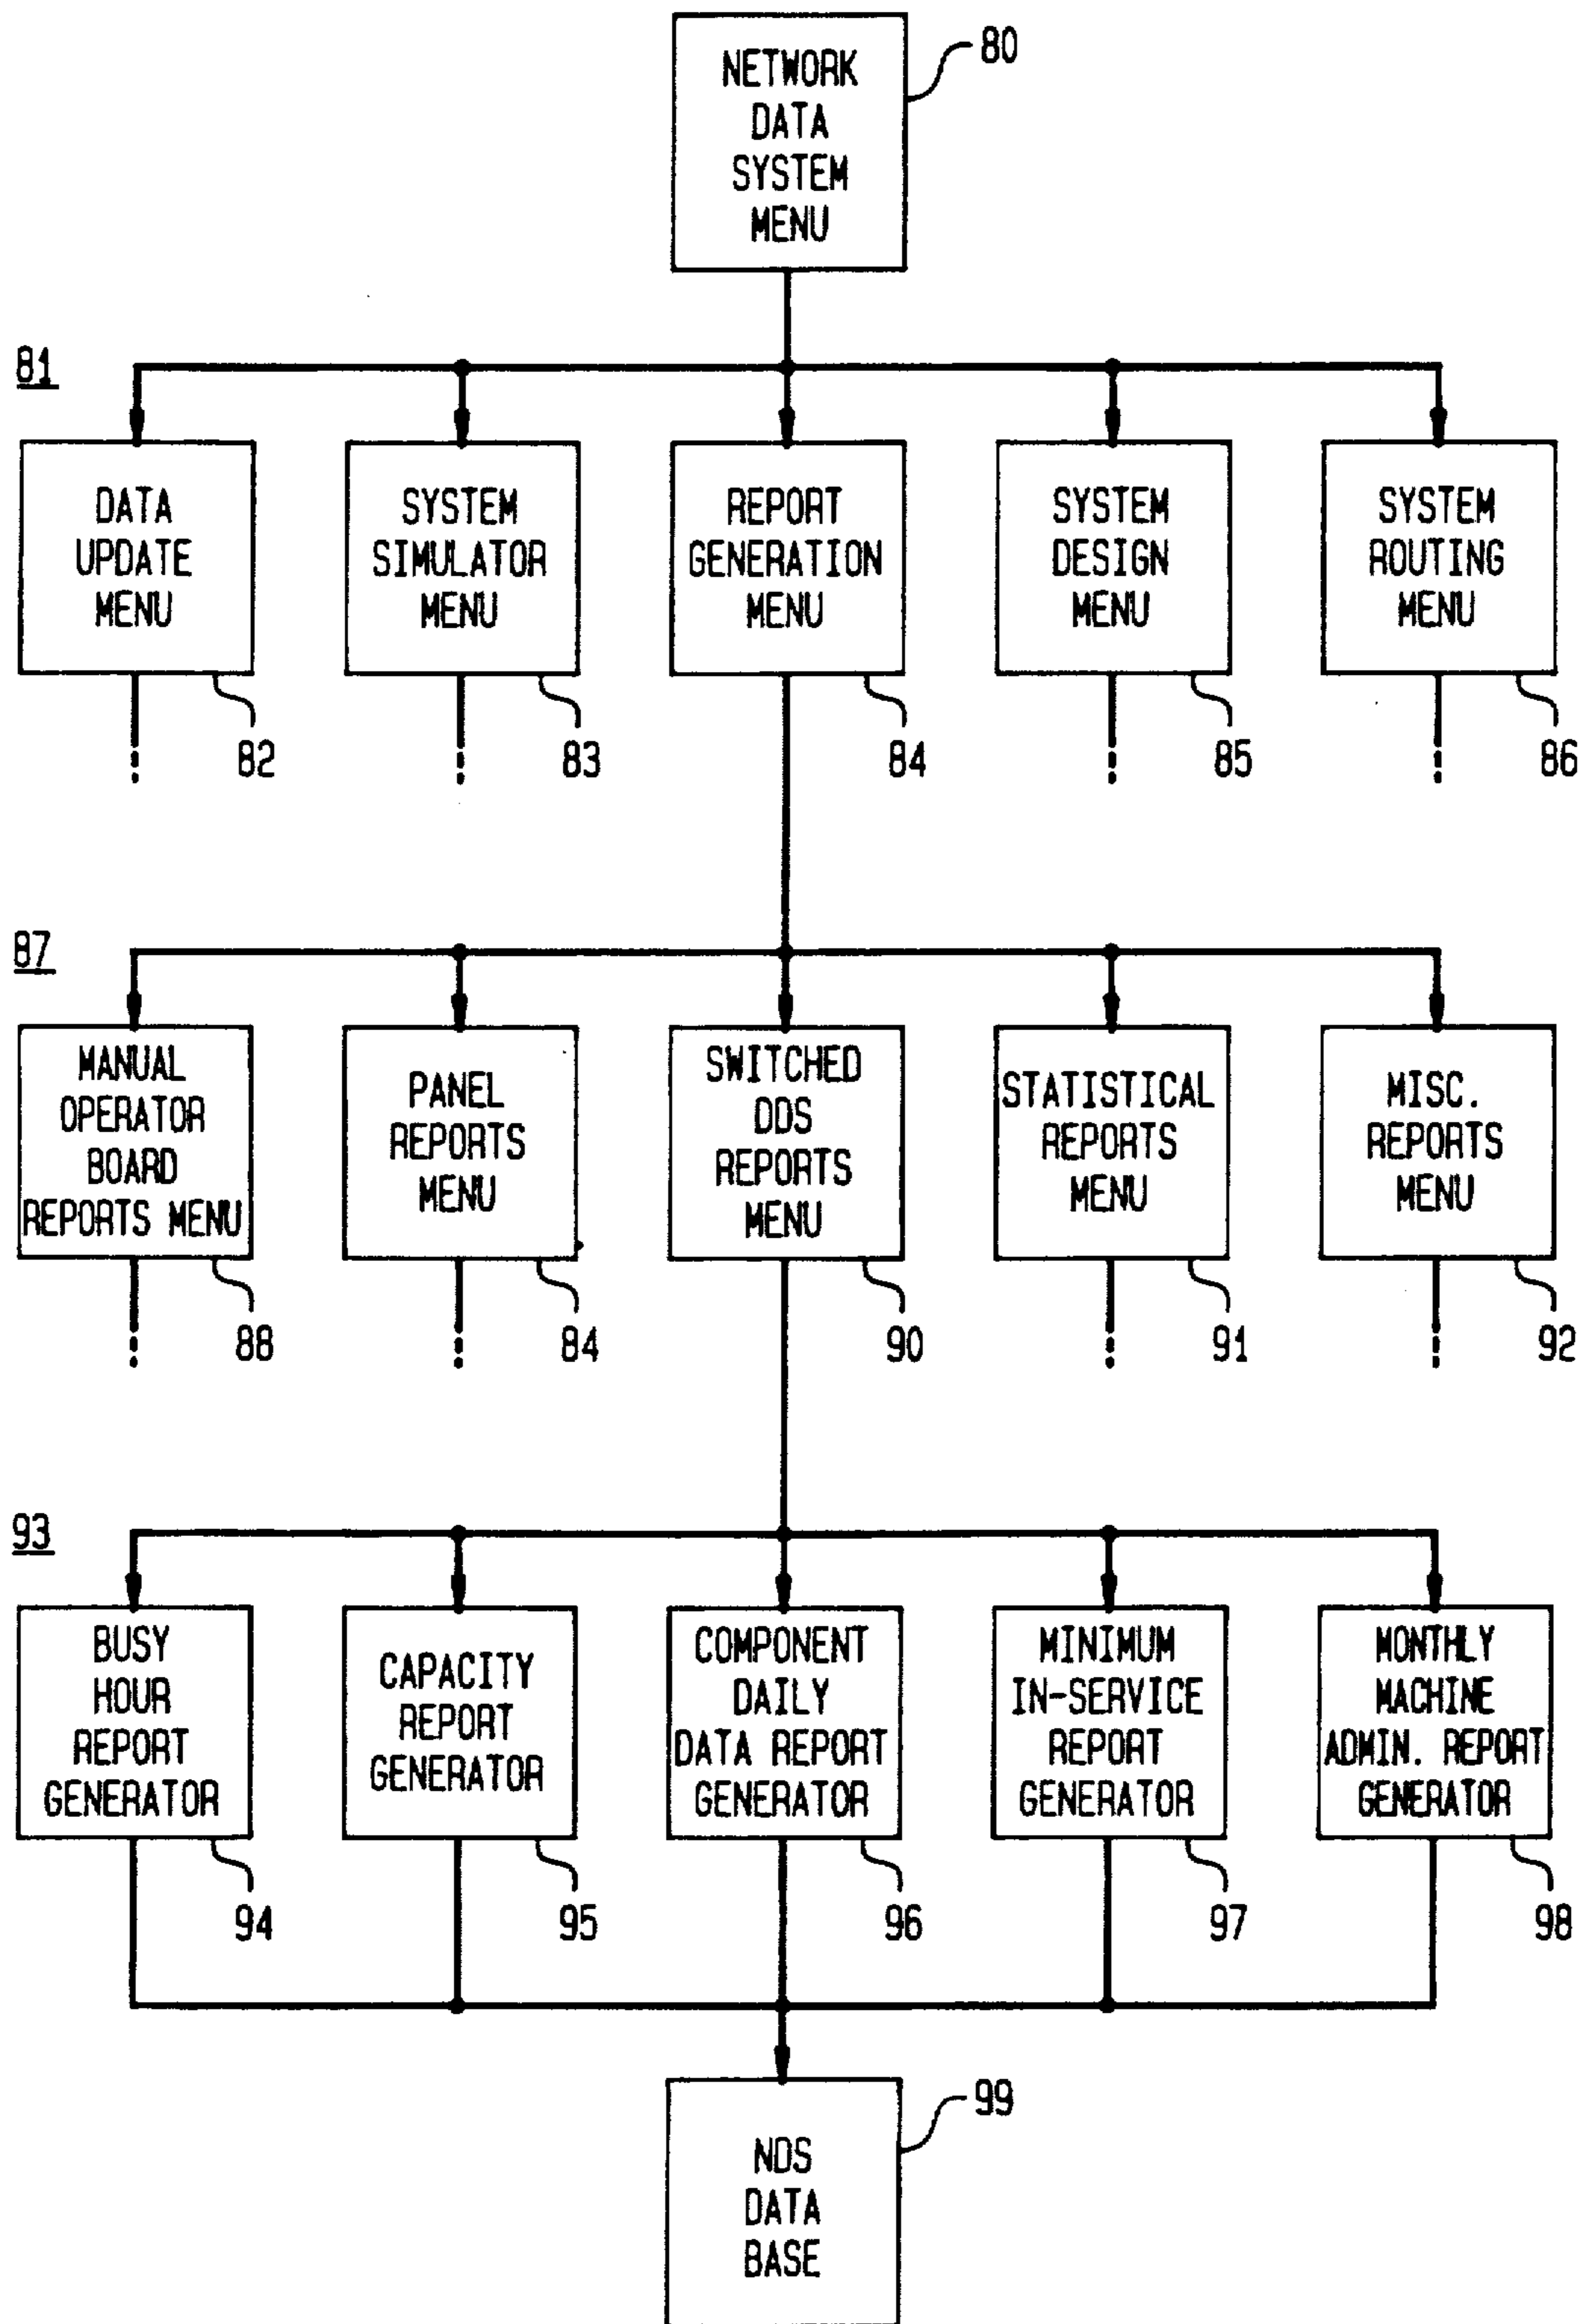 NETWORK
DATA
SYSTEM
MENU
80
81
DATA
UPDATE
MENU
82
SYSTEM
SIMULATOR
MENU
83
REPORT
GENERATION
MENU
84
SYSTEM
DESIGN
MENU
85
SYSTEM
ROUTING
MENU
86
87
MANUAL
OPERATOR
BOARD
REPORTS MENU
88
PANEL
REPORTS
MENU
84
SWITCHED
DDS
REPORTS
MENU
90
STATISTICAL
REPORTS
MENU
91
MISC.
REPORTS
MENU
92
93
BUSY
HOUR
REPORT
GENERATOR
94
CAPACITY
REPORT
GENERATOR
95
COMPONENT
DAILY
DATA REPORT
GENERATOR
96
MINIMUM
IN-SERVICE
REPORT
GENERATOR
97
MONTHLY
MACHINE
ADMIN. REPORT
GENERATOR
98
NDS
DATA
BASE
99